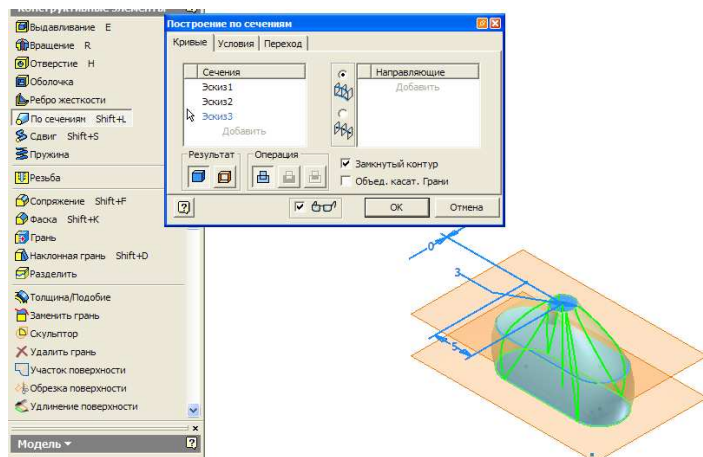 Конструктивные элементы
Выдавливание E
Вращение R
Отверстие H
Оболочка
Ребро жесткости
По сечениям Shift+L
Сдвиг Shift+S
Пружина
Резьба
Сопряжение Shift+F
Фаска Shift+K
Грань
Наклонная грань Shift+D
Разделить
Толщина/Подобие
Заменить грань
Скульптор
Удалить грань
Участок поверхности
Обрезка поверхности
Удлинение поверхности
Модель
Построение по сечениям
Кривые Условия Переход
Сечения
Эскиз1
Эскиз2
Эскиз3
Добавить
Направляющие
Добавить
Результат Операция
Замкнутый контур
Объед. касат. Грани
ОК Отмена
0
3
5